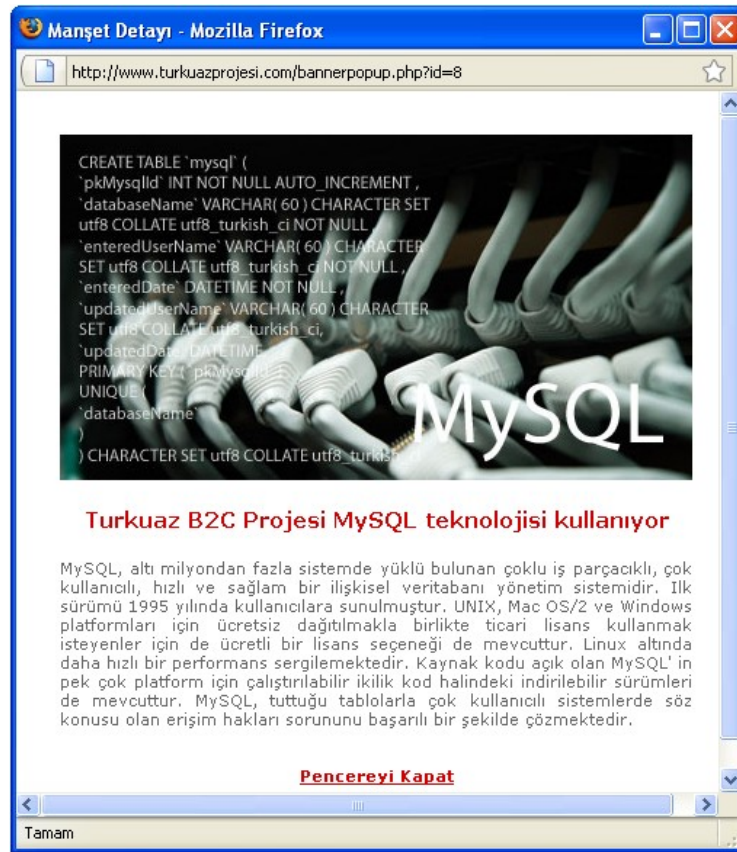 Manşet Detayı - Mozilla Firefox
http://www.turkuazprojesi.com/bannerpopup.php?id=8
CREATE TABLE `mysql` (
`pkMysqlId` INT NOT NULL AUTO_INCREMENT ,
`databaseName` VARCHAR( 60 ) CHARACTER SET
utf8 COLLATE utf8_turkish_ci NOT NULL ,
`enteredUserName` VARCHAR( 60 ) CHARACTER
SET utf8 COLLATE utf8_turkish_ci NOT NULL ,
`enteredDate` DATETIME NOT NULL ,
`updatedUserName` VARCHAR( 60 ) CHARACTER
SET utf8 COLLATE utf8_turkish_ci,
`updatedDate` DATETIME,
PRIMARY KEY ( `pkMysqlId` )
UNIQUE (
`databaseName`
)
) CHARACTER SET utf8 COLLATE utf8_turkish_ci
MySQL
Turkuaz B2C Projesi MySQL teknolojisi kullanıyor
MySQL, altı milyondan fazla sistemde yüklü bulunan çoklu iş parçacıklı, çok
kullanıcılı, hızlı ve sağlam bir ilişkisel veritabanı yönetim sistemidir. Ilk
sürümü 1995 yılında kullanıcılara sunulmuştur. UNIX, Mac OS/2 ve Windows
platformları için ücretsiz dağıtılmakla birlikte ticari lisans kullanmak
isteyenler için de ücretli bir lisans seçeneği de mevcuttur. Linux altında
daha hızlı bir performans sergilemektedir. Kaynak kodu açık olan MySQL' in
pek çok platform için çalıştırılabilir ikilik kod halindeki indirilebilir sürümleri
de mevcuttur. MySQL, tuttuğu tablolarla çok kullanıcılı sistemlerde söz
konusu olan erişim hakları sorununu başarılı bir şekilde çözmektedir.
Pencereyi Kapat
Tamam